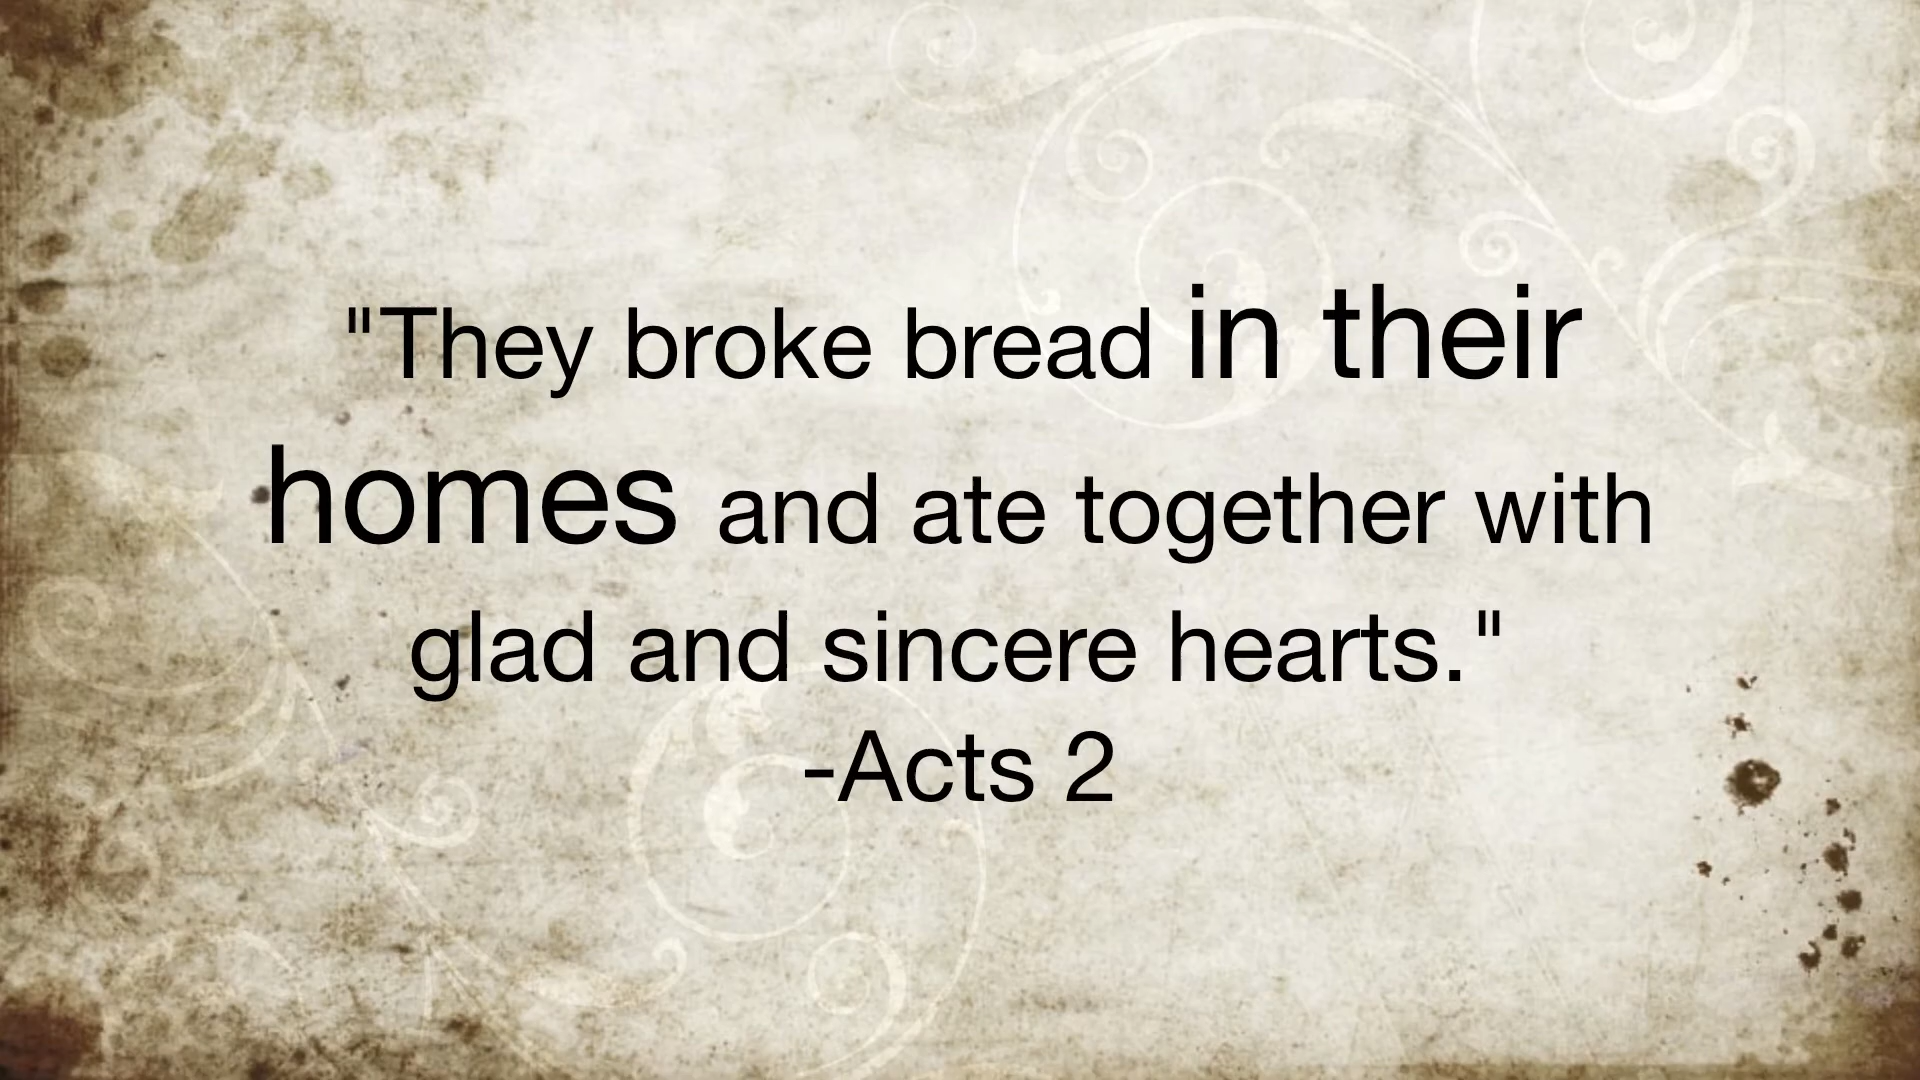 "They broke bread in their
homes and ate together with
glad and sincere hearts."
-Acts 2